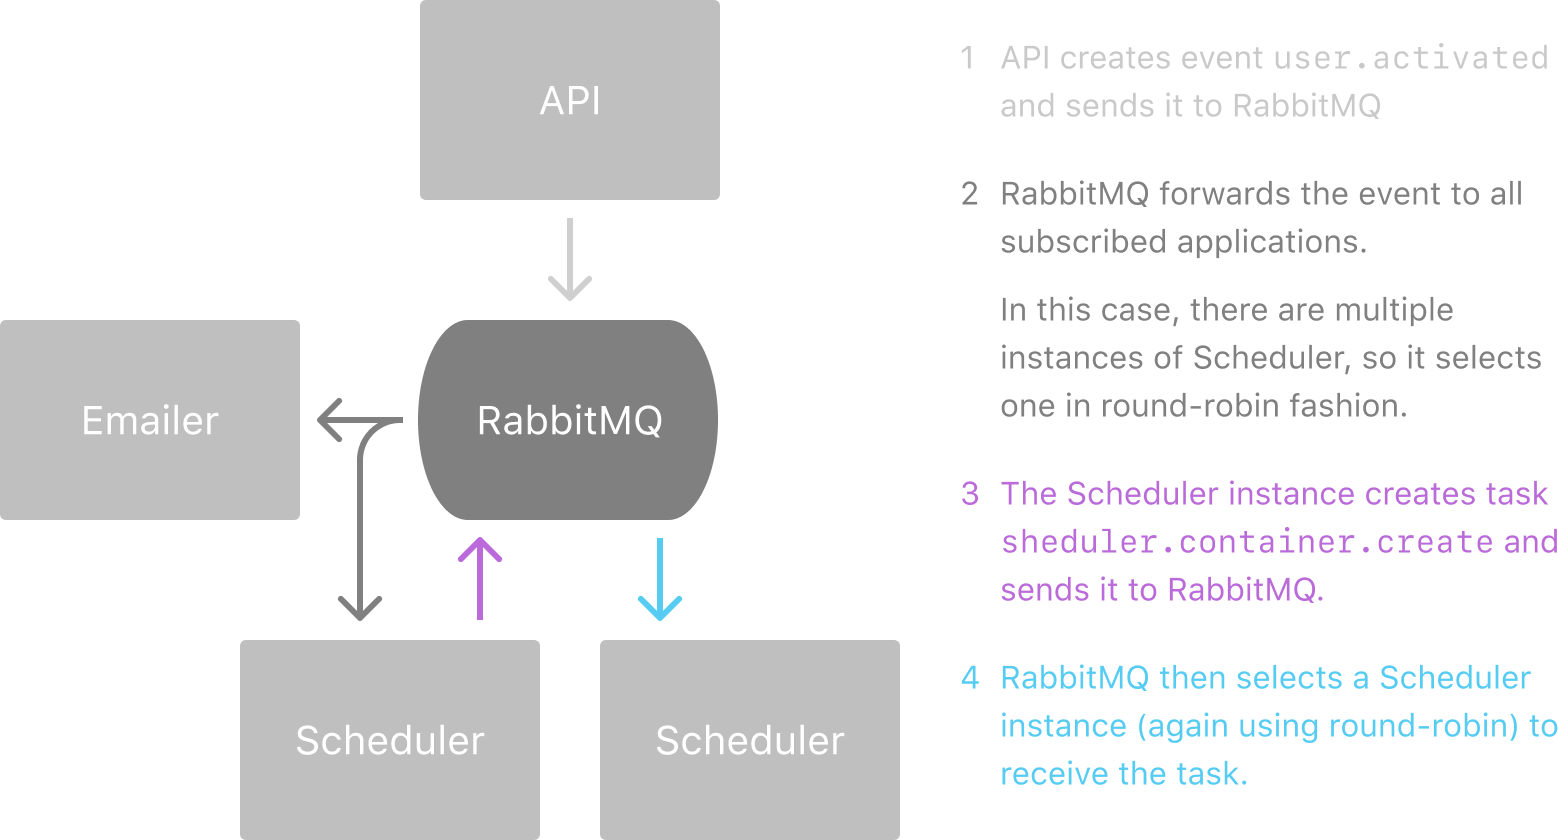 API
Emailer
RabbitMQ
Scheduler
Scheduler
1 API creates event user.activated
and sends it to RabbitMQ
2 RabbitMQ forwards the event to all
subscribed applications.
In this case, there are multiple
instances of Scheduler, so it selects
one in round-robin fashion.
3 The Scheduler instance creates task
sheduler.container.create and
sends it to RabbitMQ.
4 RabbitMQ then selects a Scheduler
instance (again using round-robin) to
receive the task.